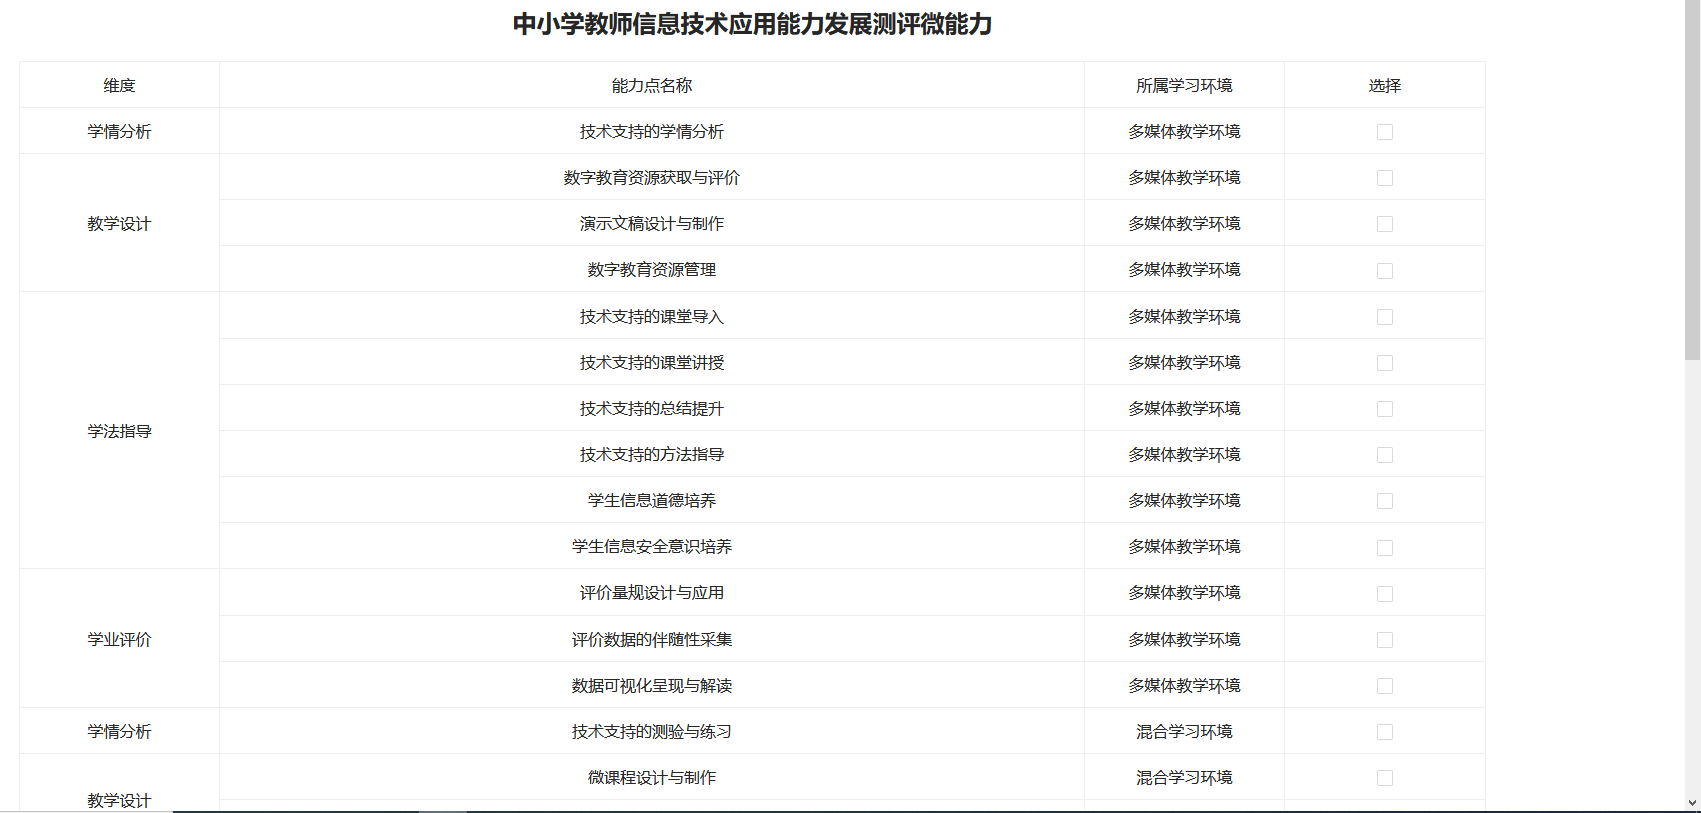 中小学教师信息技术应用能力发展测评微能力
维度 能力点名称 所属学习环境 选择
学情分析 技术支持的学情分析 多媒体教学环境
数字教育资源获取与评价 多媒体教学环境
教学设计 演示文稿设计与制作 多媒体教学环境
数字教育资源管理 多媒体教学环境
技术支持的课堂导入 多媒体教学环境
技术支持的课堂讲授 多媒体教学环境
技术支持的总结提升 多媒体教学环境
学法指导
技术支持的方法指导 多媒体教学环境
学生信息道德培养 多媒体教学环境
学生信息安全意识培养 多媒体教学环境
评价量规设计与应用 多媒体教学环境
学业评价 评价数据的伴随性采集 多媒体教学环境
数据可视化呈现与解读 多媒体教学环境
学情分析 技术支持的测验与练习 混合学习环境
微课程设计与制作 混合学习环境
教学设计